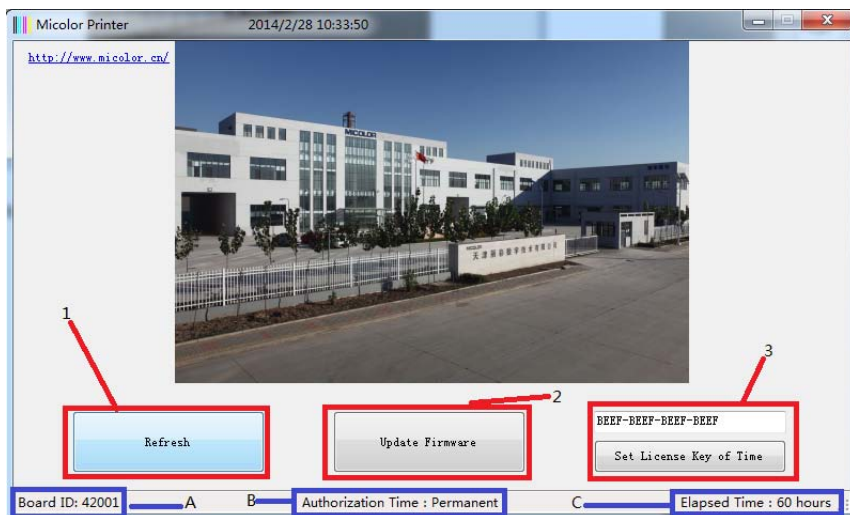 Micolor Printer 2014/2/28 10:33:50
http://www.micolor.cn/
MICOLOR
1
3
2
BEEF-BEEF-BEEF-BEEF
Refresh
Update Firmware
Set License Key of Time
Board ID: 42001 A B Authorization Time : Permanent C Elapsed Time : 60 hours